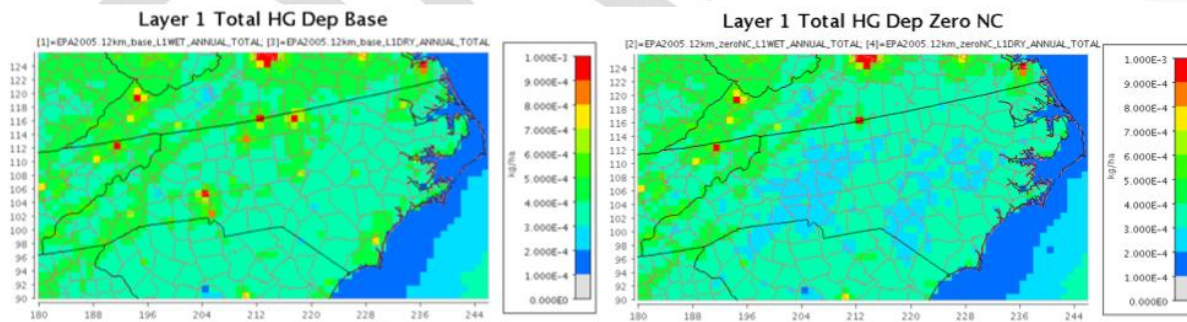 Layer 1 Total HG Dep Base
[1]=EPA2005.12km_base_L1WET_ANNUAL_TOTAL; [3]=EPA2005.12km_base_L1DRY_ANNUAL_TOTAL
124
122
120
118
116
114
112
110
108
106
104
102
100
98
96
94
92
90
180 188 196 204 212 220 228 236 244
1.000E-3
9.000E-4
8.000E-4
7.000E-4
6.000E-4
5.000E-4
4.000E-4
3.000E-4
2.000E-4
1.000E-4
0.000E0
kg/ha
Layer 1 Total HG Dep Zero NC
[2]=EPA2005.12km_zeroNC_L1WET_ANNUAL_TOTAL; [4]=EPA2005.12km_zeroNC_L1DRY_ANNUAL_TOTAL
124
122
120
118
116
114
112
110
108
106
104
102
100
98
96
94
92
90
180 188 196 204 212 220 228 236 244
1.000E-3
9.000E-4
8.000E-4
7.000E-4
6.000E-4
5.000E-4
4.000E-4
3.000E-4
2.000E-4
1.000E-4
0.000E0
kg/ha